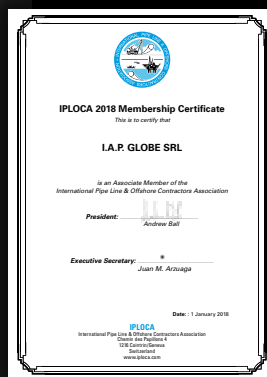 IPLOCA 2018 Membership Certificate
This is to certify that
I.A.P. GLOBE SRL
is an Associate Member of the
International Pipe Line & Offshore Contractors Association
President:
Andrew Ball
Executive Secretary:
Juan M. Arzuaga
Date: : 1 January 2018
IPLOCA
International Pipe Line & Offshore Contractors Association
Chemin des Papillons 4
1216 Cointrin/Geneva
Switzerland
www.iploca.com